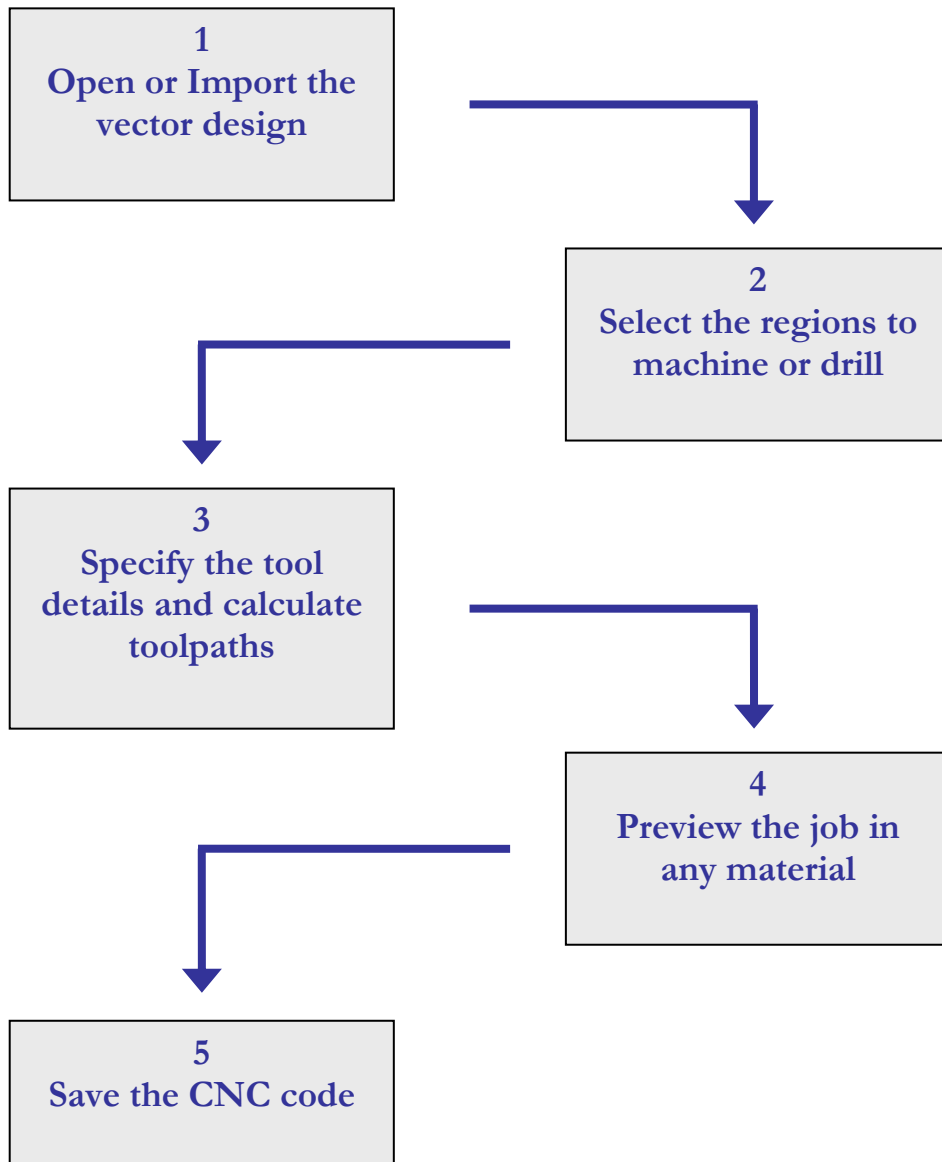 1
Open or Import the
vector design
2
Select the regions to
machine or drill
3
Specify the tool
details and calculate
toolpaths
4
Preview the job in
any material
5
Save the CNC code